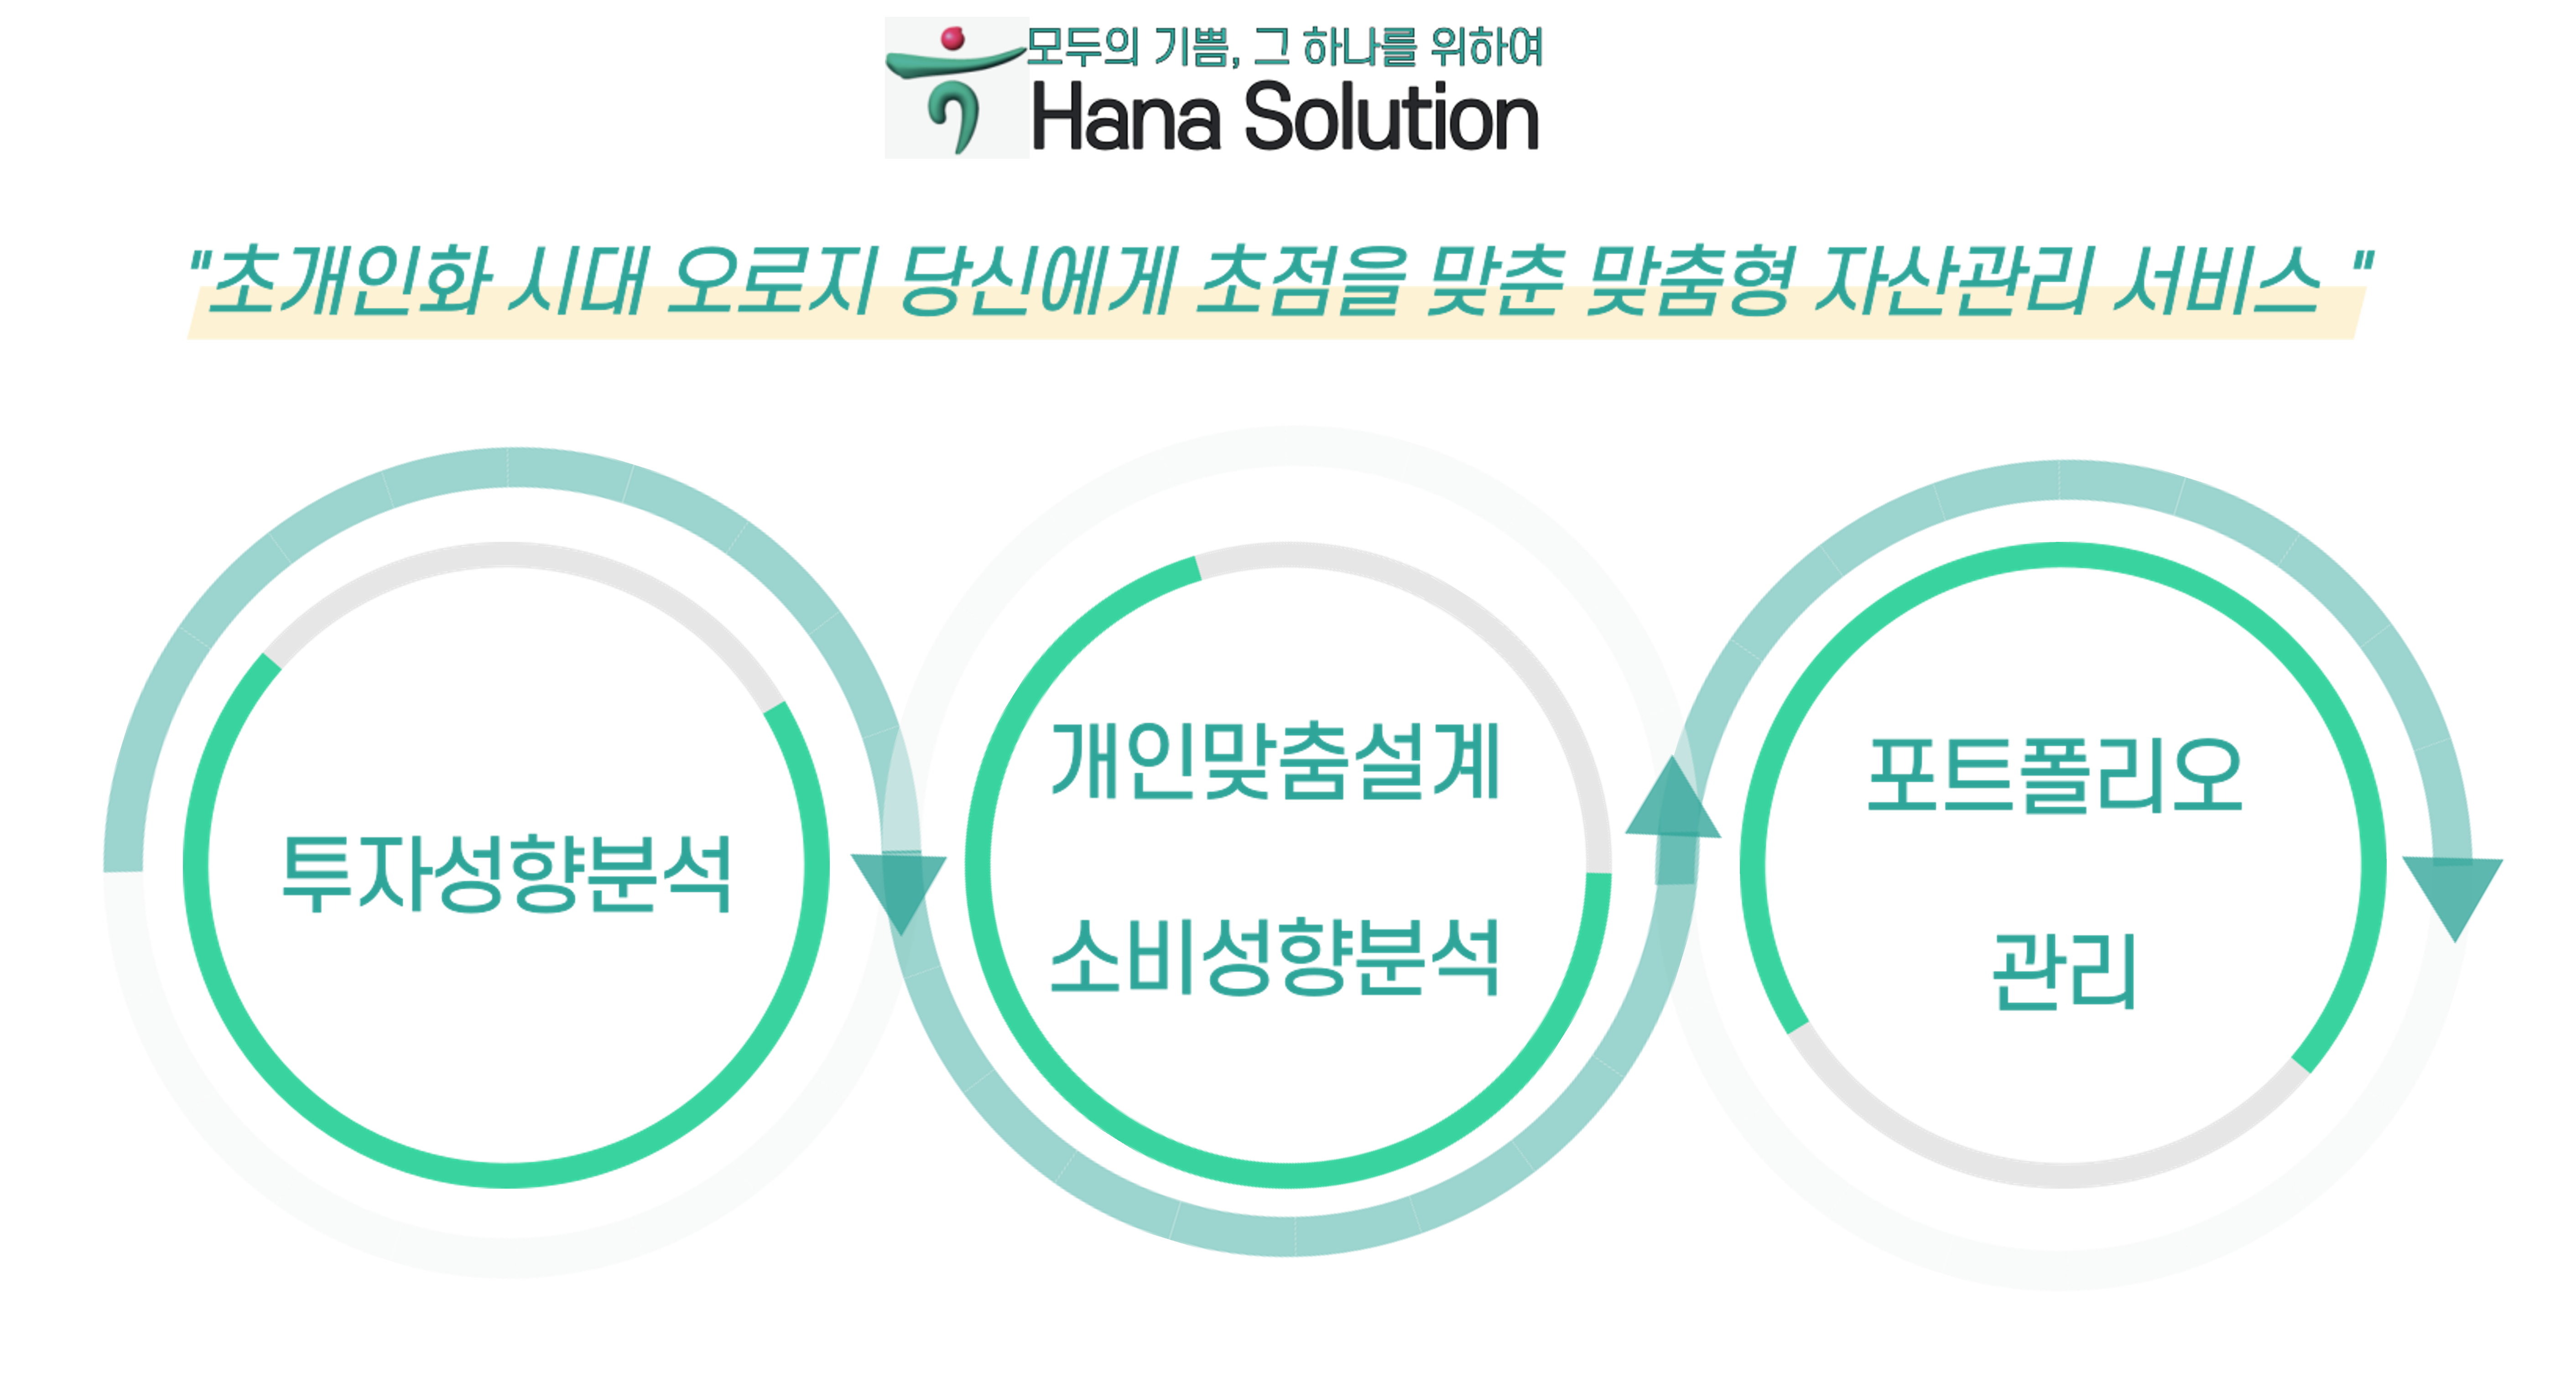 모두의 기쁨, 그 하나를 위하여
Hana Solution
"초개인화 시대 오로지 당신에게 초점을 맞춘 맞춤형 자산관리 서비스 "
투자성향분석
개인맞춤설계
소비성향분석
포트폴리오
관리